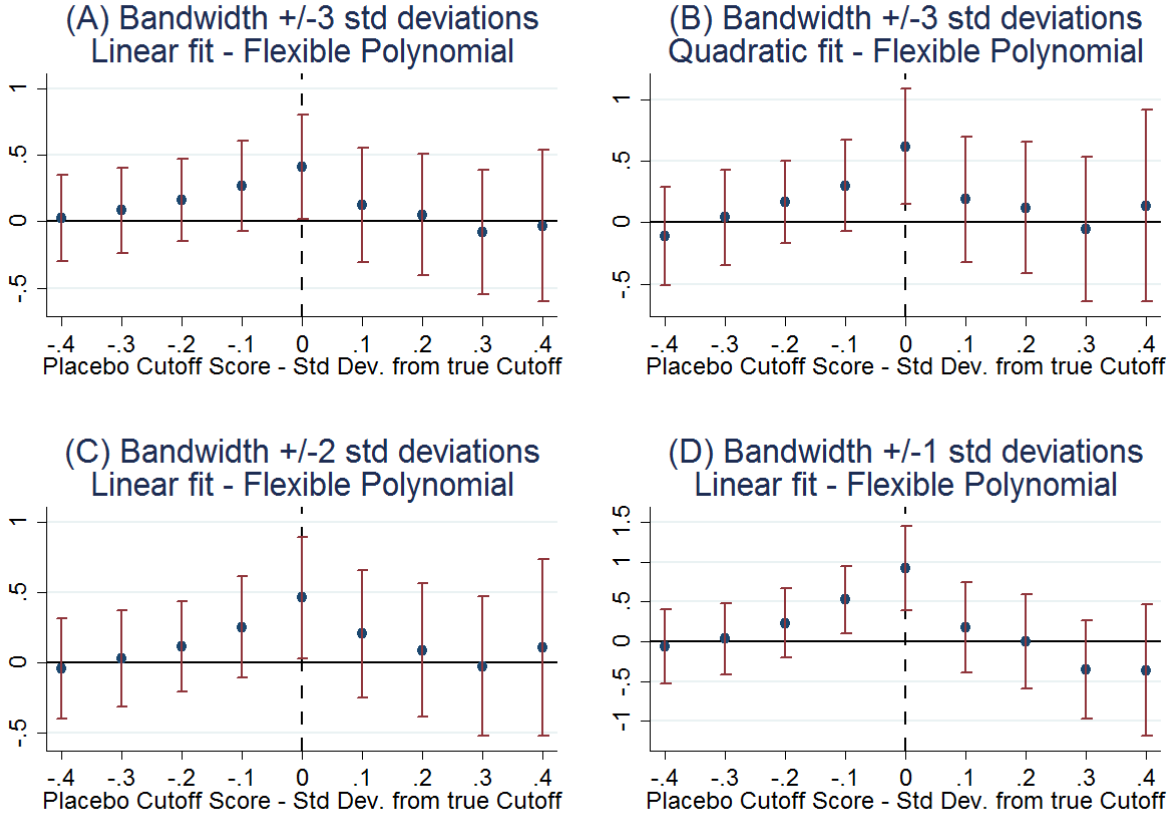 (A) Bandwidth +/-3 std deviations
Linear fit - Flexible Polynomial
1
.5
0
-.5
-.4 -.3 -.2 -.1 0 .1 .2 .3 .4
Placebo Cutoff Score - Std Dev. from true Cutoff
(B) Bandwidth +/-3 std deviations
Quadratic fit - Flexible Polynomial
1
.5
0
-.5
-.4 -.3 -.2 -.1 0 .1 .2 .3 .4
Placebo Cutoff Score - Std Dev. from true Cutoff
(C) Bandwidth +/-2 std deviations
Linear fit - Flexible Polynomial
1
.5
0
-.5
-.4 -.3 -.2 -.1 0 .1 .2 .3 .4
Placebo Cutoff Score - Std Dev. from true Cutoff
(D) Bandwidth +/-1 std deviations
Linear fit - Flexible Polynomial
1.5
1
.5
0
-.5
-1
-.4 -.3 -.2 -.1 0 .1 .2 .3 .4
Placebo Cutoff Score - Std Dev. from true Cutoff